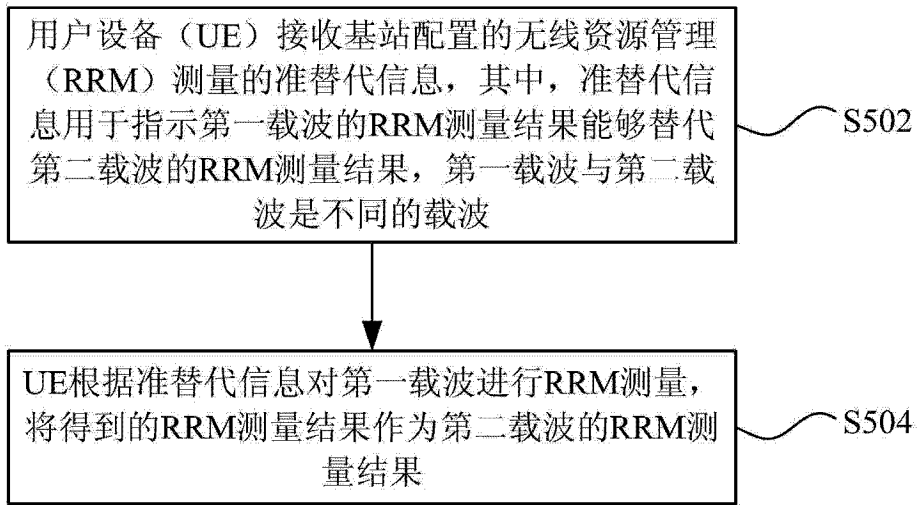 用户设备（UE）接收基站配置的无线资源管理
（RRM）测量的准替代信息，其中，准替代信
息用于指示第一载波的RRM测量结果能够替代
第二载波的RRM测量结果，第一载波与第二载
波是不同的载波
S502
UE根据准替代信息对第一载波进行RRM测量，
将得到的RRM测量结果作为第二载波的RRM测
量结果
S504